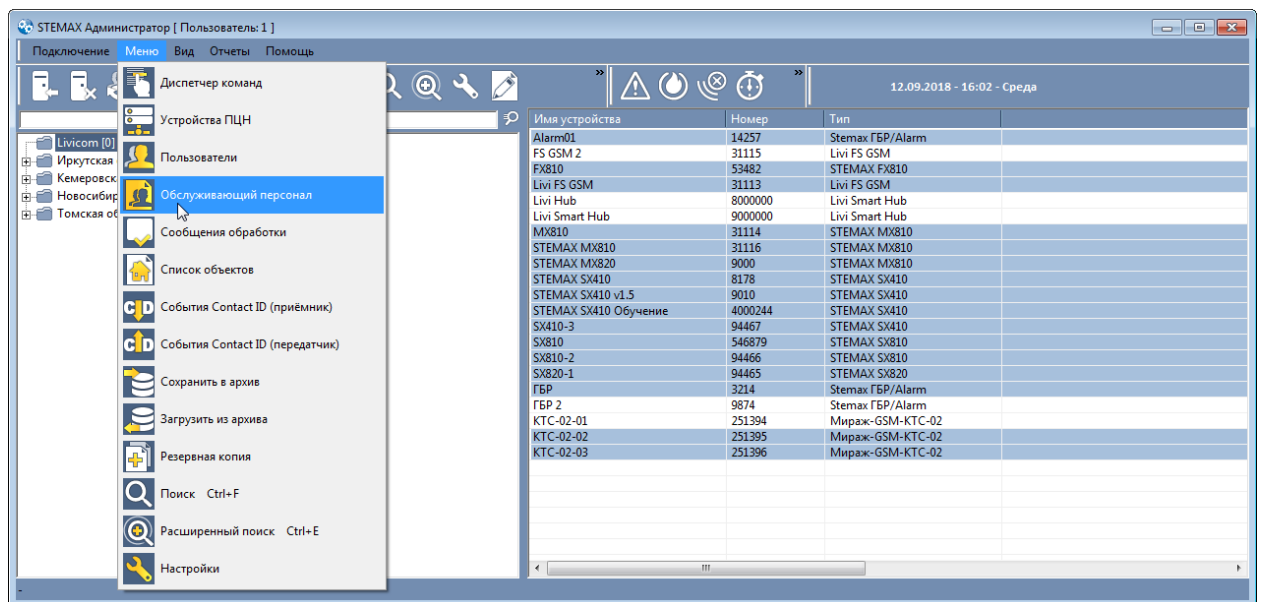 STEMAX Администратор [ Пользователь: 1 ]
Подключение Меню Вид Отчеты Помощь
12.09.2018 - 16:02 - Среда
Диспетчер команд
Устройства ПЦН
Пользователи
Обслуживающий персонал
Сообщения обработки
Список объектов
События Contact ID (приёмник)
События Contact ID (передатчик)
Сохранить в архив
Загрузить из архива
Резервная копия
Поиск Ctrl+F
Расширенный поиск Ctrl+E
Настройки
Livicom [0]
Иркутская
Кемеровск
Новосибир
Томская об
Имя устройства Номер Тип
Alarm01 14257 Stemax ГБР/Alarm
FS GSM 2 31115 Livi FS GSM
FX810 53482 STEMAX FX810
Livi FS GSM 31113 Livi FS GSM
Livi Hub 8000000 Livi Smart Hub
Livi Smart Hub 9000000 Livi Smart Hub
MX810 31114 STEMAX MX810
STEMAX MX810 31116 STEMAX MX810
STEMAX MX820 9000 STEMAX MX810
STEMAX SX410 8178 STEMAX SX410
STEMAX SX410 v1.5 9010 STEMAX SX410
STEMAX SX410 Обучение 4000244 STEMAX SX410
SX410-3 94467 STEMAX SX410
SX810 546879 STEMAX SX810
SX810-2 94466 STEMAX SX810
SX820-1 94465 STEMAX SX820
ГБР 3214 Stemax ГБР/Alarm
ГБР 2 9874 Stemax ГБР/Alarm
КТС-02-01 251394 Мираж-GSM-КТС-02
КТС-02-02 251395 Мираж-GSM-КТС-02
КТС-02-03 251396 Мираж-GSM-КТС-02